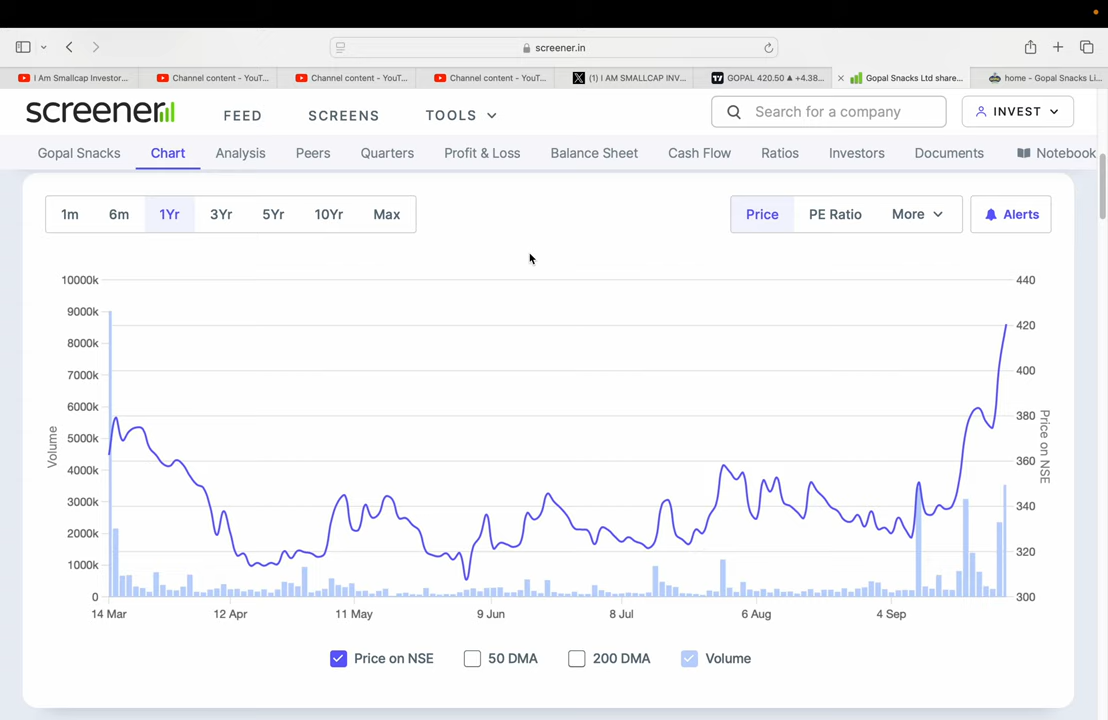 screener.in
I Am Smallcap Investor...
Channel content - YouT...
Channel content - YouT...
Channel content - YouT...
(1) I AM SMALLCAP INV...
GOPAL 420.50 ▲ +4.38...
Gopal Snacks Ltd share...
home - Gopal Snacks Li...
screener
FEED
SCREENS
TOOLS
Search for a company
INVEST
Gopal Snacks
Chart
Analysis
Peers
Quarters
Profit & Loss
Balance Sheet
Cash Flow
Ratios
Investors
Documents
Notebook
1m
6m
1Yr
3Yr
5Yr
10Yr
Max
Price
PE Ratio
More
Alerts
10000k
9000k
8000k
7000k
6000k
5000k
4000k
3000k
2000k
1000k
0
Volume
440
420
400
380
360
340
320
300
Price on NSE
14 Mar
12 Apr
11 May
9 Jun
8 Jul
6 Aug
4 Sep
Price on NSE
50 DMA
200 DMA
Volume